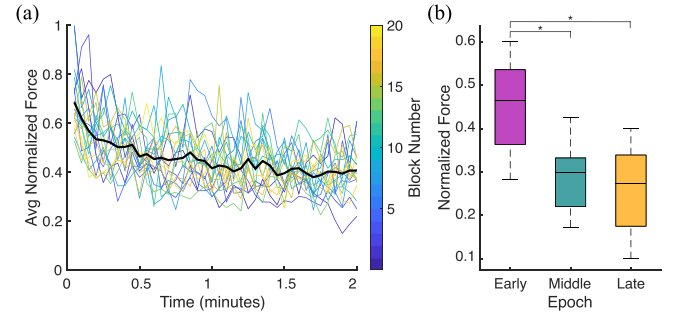 (a)
Avg Normalized Force
1
0.8
0.6
0.4
0.2
0
0
0.5
1
1.5
2
Time (minutes)
20
15
10
5
Block Number
(b)
Normalized Force
0.6
0.5
0.4
0.3
0.2
0.1
*
*
Early
Middle
Late
Epoch